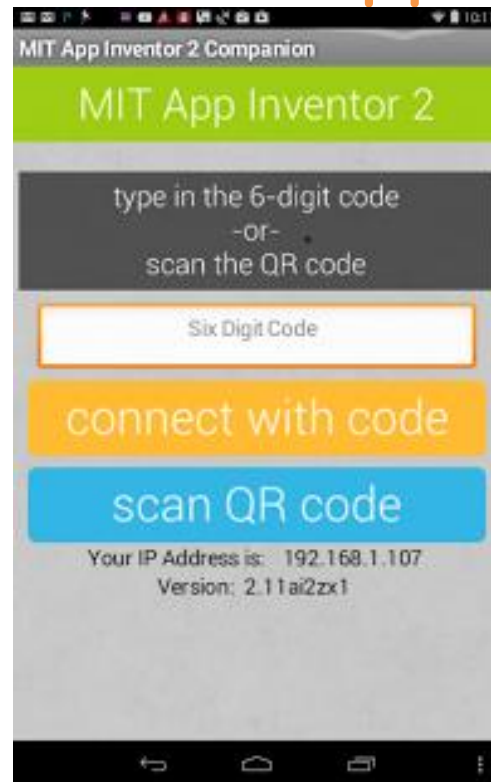 MIT App Inventor 2 Companion
MIT App Inventor 2
type in the 6-digit code
-or-
scan the QR code
Six Digit Code
connect with code
scan QR code
Your IP Address is: 192.168.1.107
Version: 2.11ai2zx1